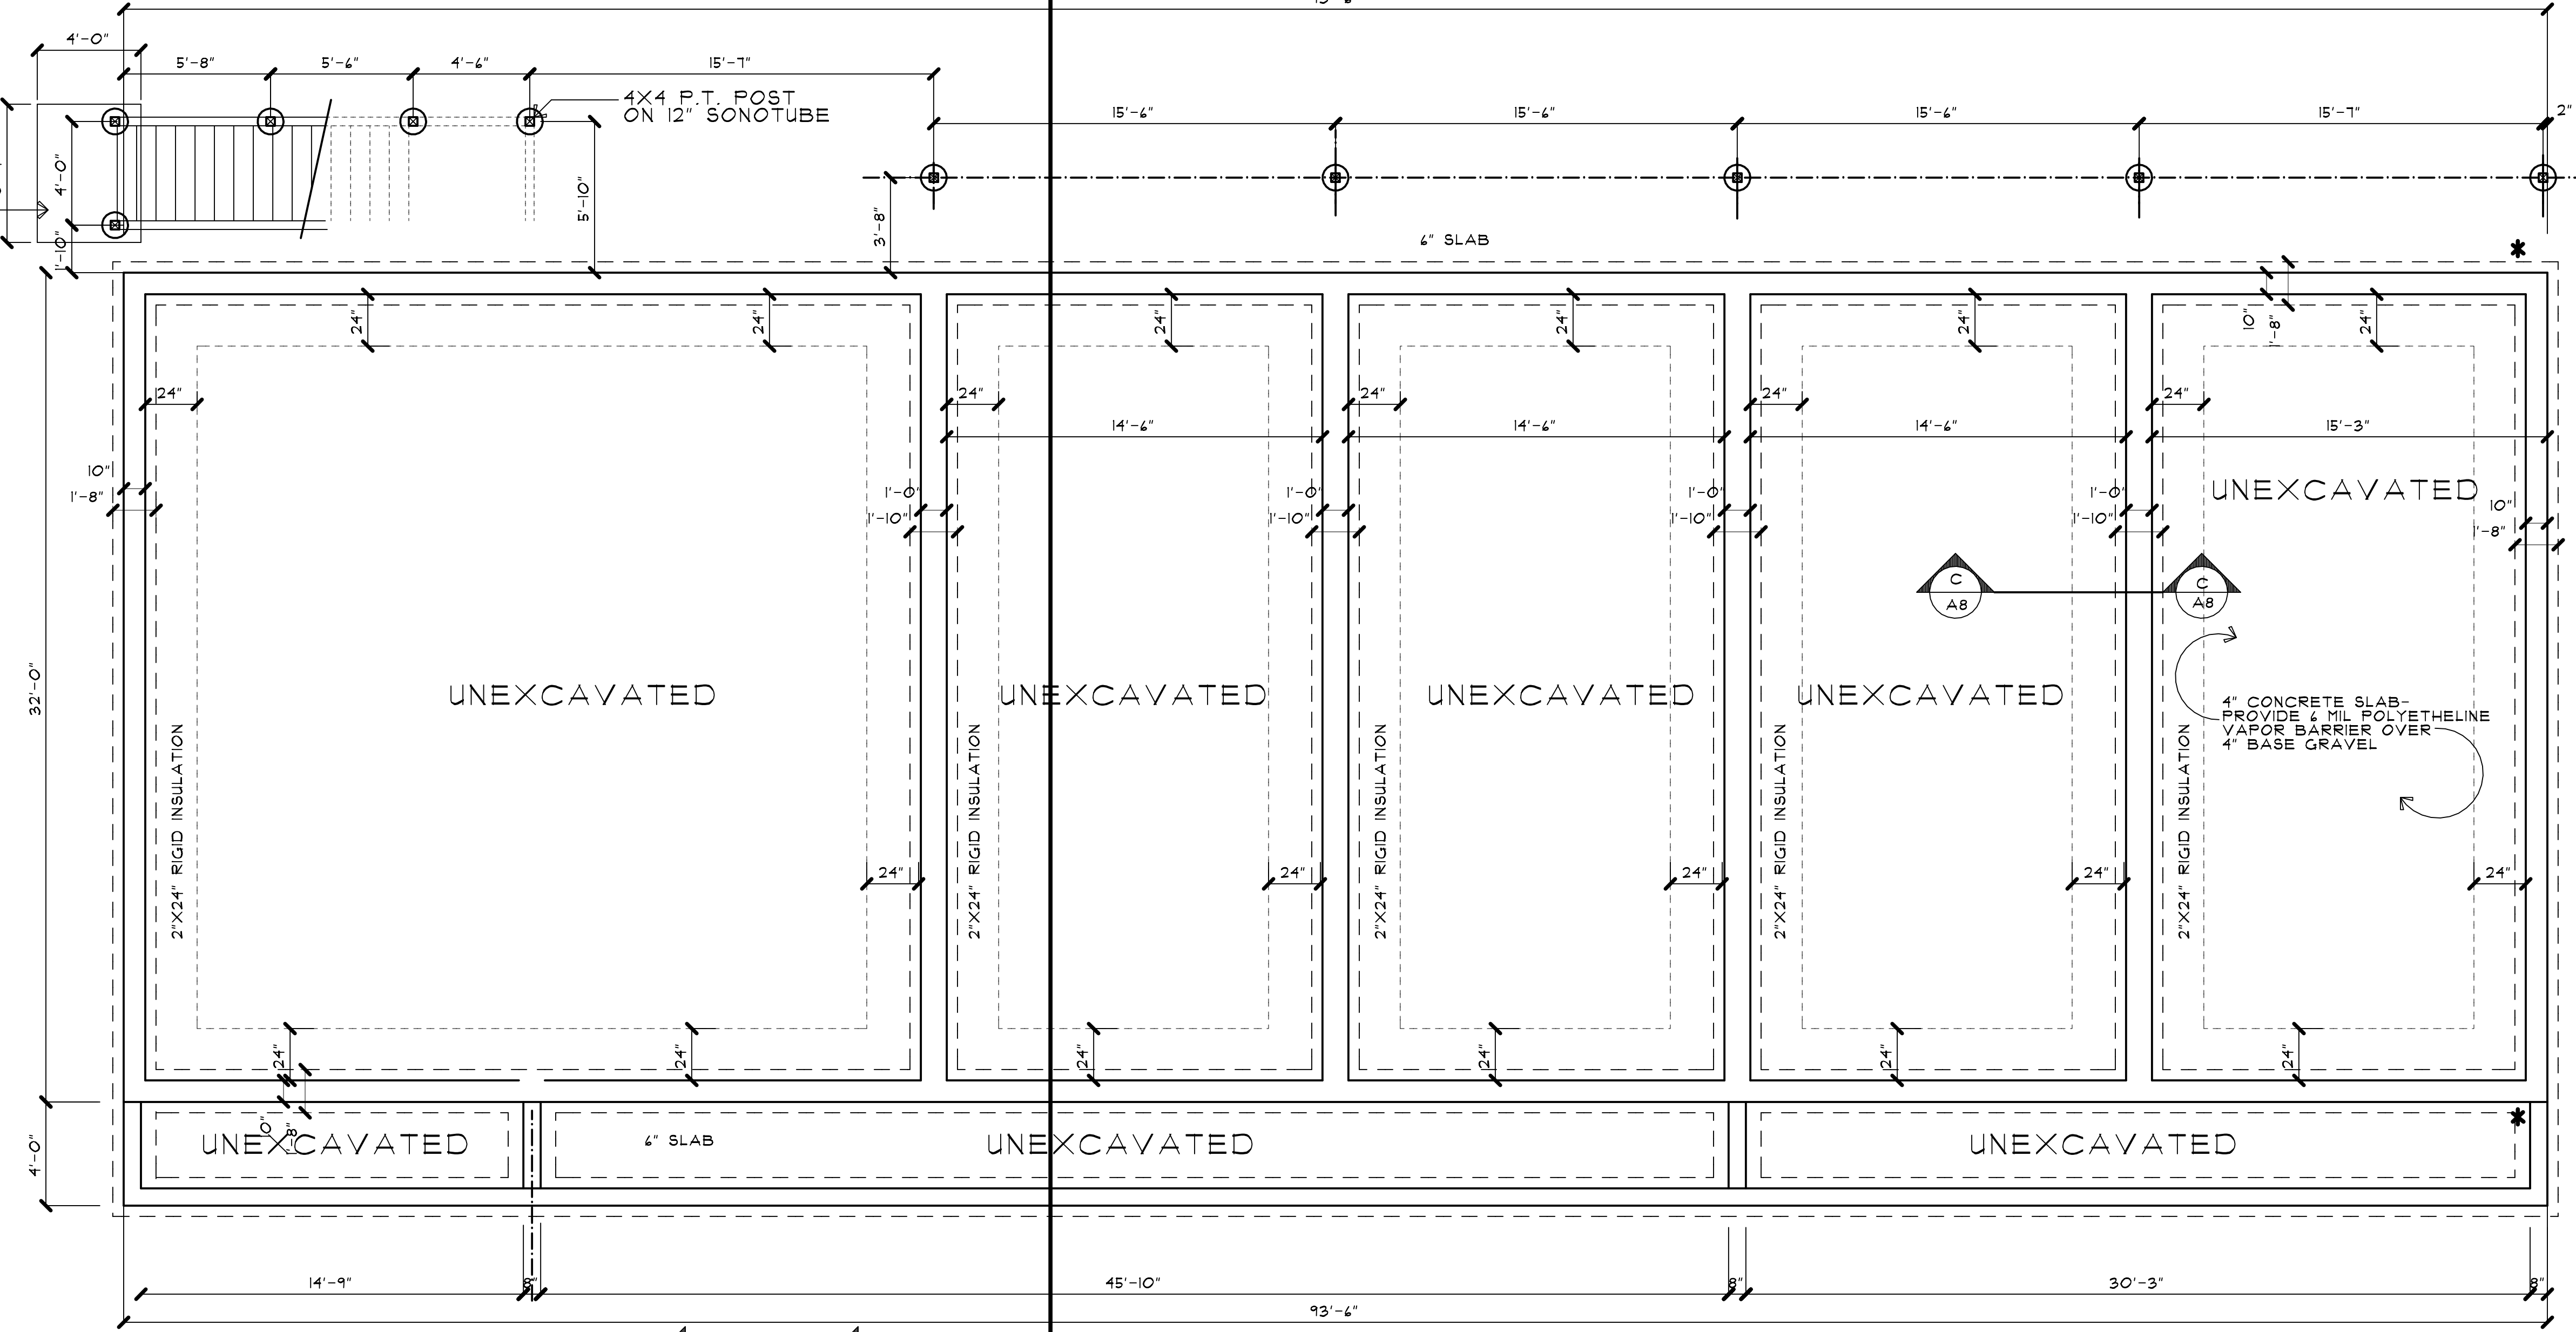 4'-0"
5'-8"
5'-6"
4'-6"
15'-7"
4X4 P.T. POST
ON 12" SONOTUBE
15'-6"
15'-6"
15'-6"
15'-7"
2"
4'-0"
1'-10"
5'-10"
3'-8"
6" SLAB
24"
24"
24"
24"
24"
10"
1'-8"
24"
24"
24"
24"
24"
24"
14'-6"
14'-6"
14'-6"
15'-3"
10"
1'-8"
1'-0"
1'-10"
1'-0"
1'-10"
1'-0"
1'-10"
1'-0"
1'-10"
UNEXCAVATED
10"
1'-8"
C
A8
C
A8
32'-0"
UNEXCAVATED
UNEXCAVATED
UNEXCAVATED
UNEXCAVATED
4" CONCRETE SLAB-
PROVIDE 6 MIL POLYETHELINE
VAPOR BARRIER OVER
4" BASE GRAVEL
2"X24" RIGID INSULATION
2"X24" RIGID INSULATION
2"X24" RIGID INSULATION
2"X24" RIGID INSULATION
2"X24" RIGID INSULATION
24"
24"
24"
24"
24"
24"
24"
24"
24"
24"
24"
10"
1'-8"
4'-0"
UNEXCAVATED
6" SLAB
UNEXCAVATED
UNEXCAVATED
14'-9"
8"
45'-10"
8"
30'-3"
8"
93'-6"